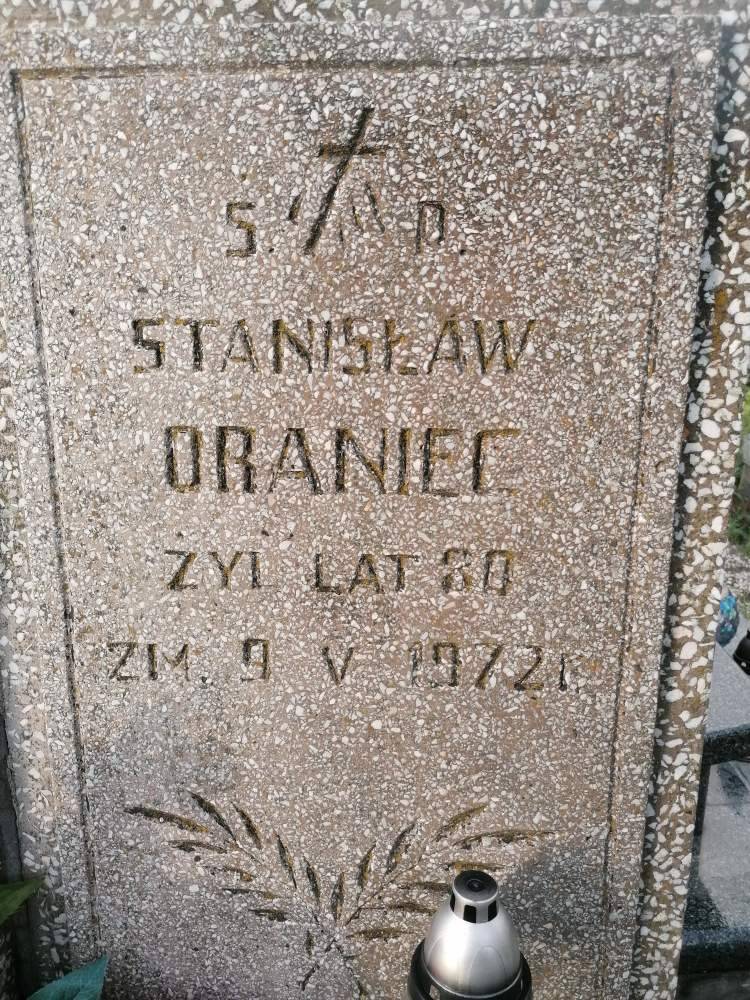 Ś. P.
STANISŁAW
ORANIEC
ŻYŁ LAT 80
ZM. 9 V 1972 r.